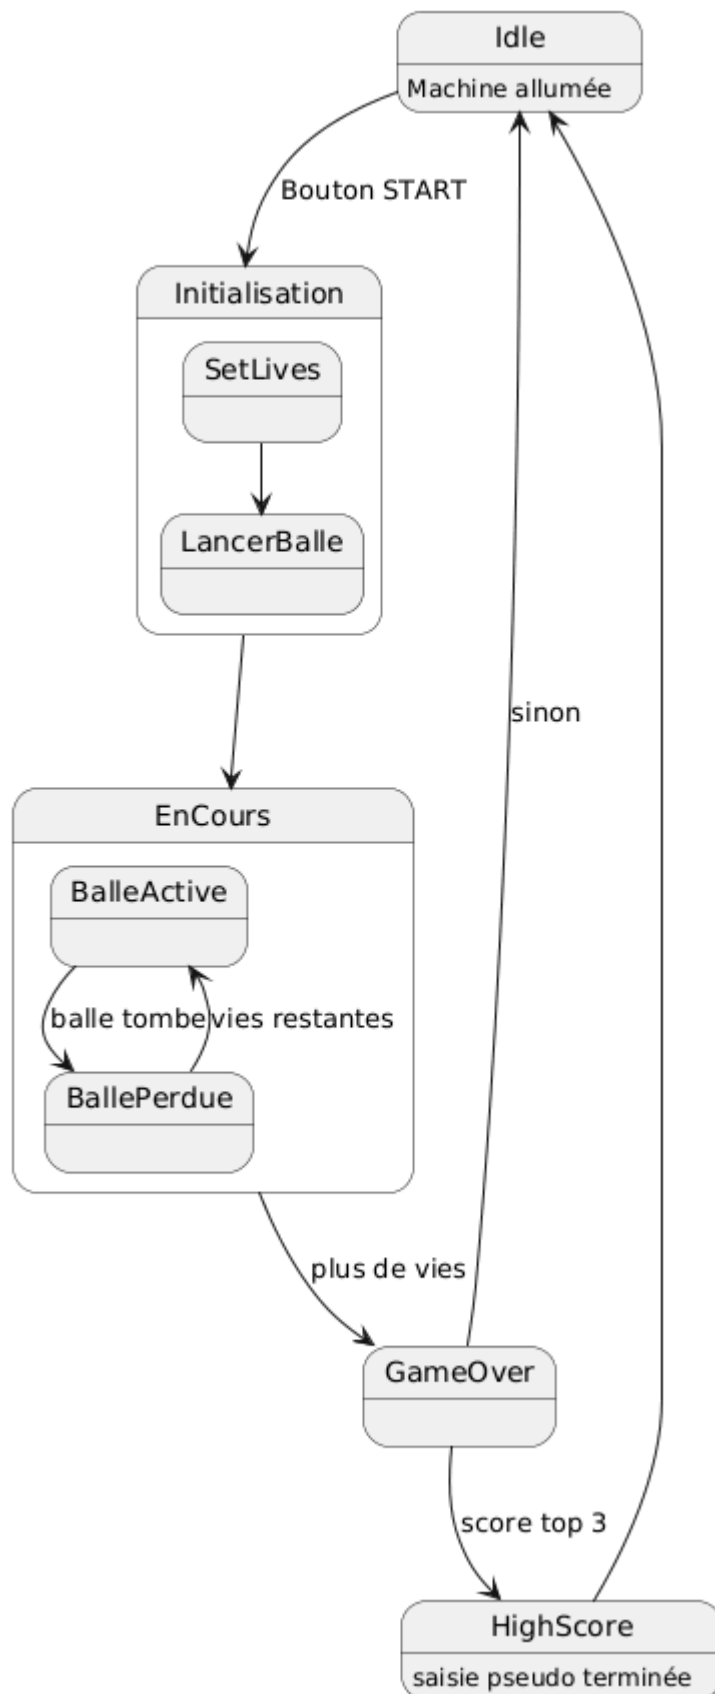 Idle
Machine allumée
Bouton START
Initialisation
SetLives
LancerBalle
sinon
EnCours
BalleActive
balle tombe
vies restantes
BallePerdue
plus de vies
GameOver
score top 3
HighScore
saisie pseudo terminée